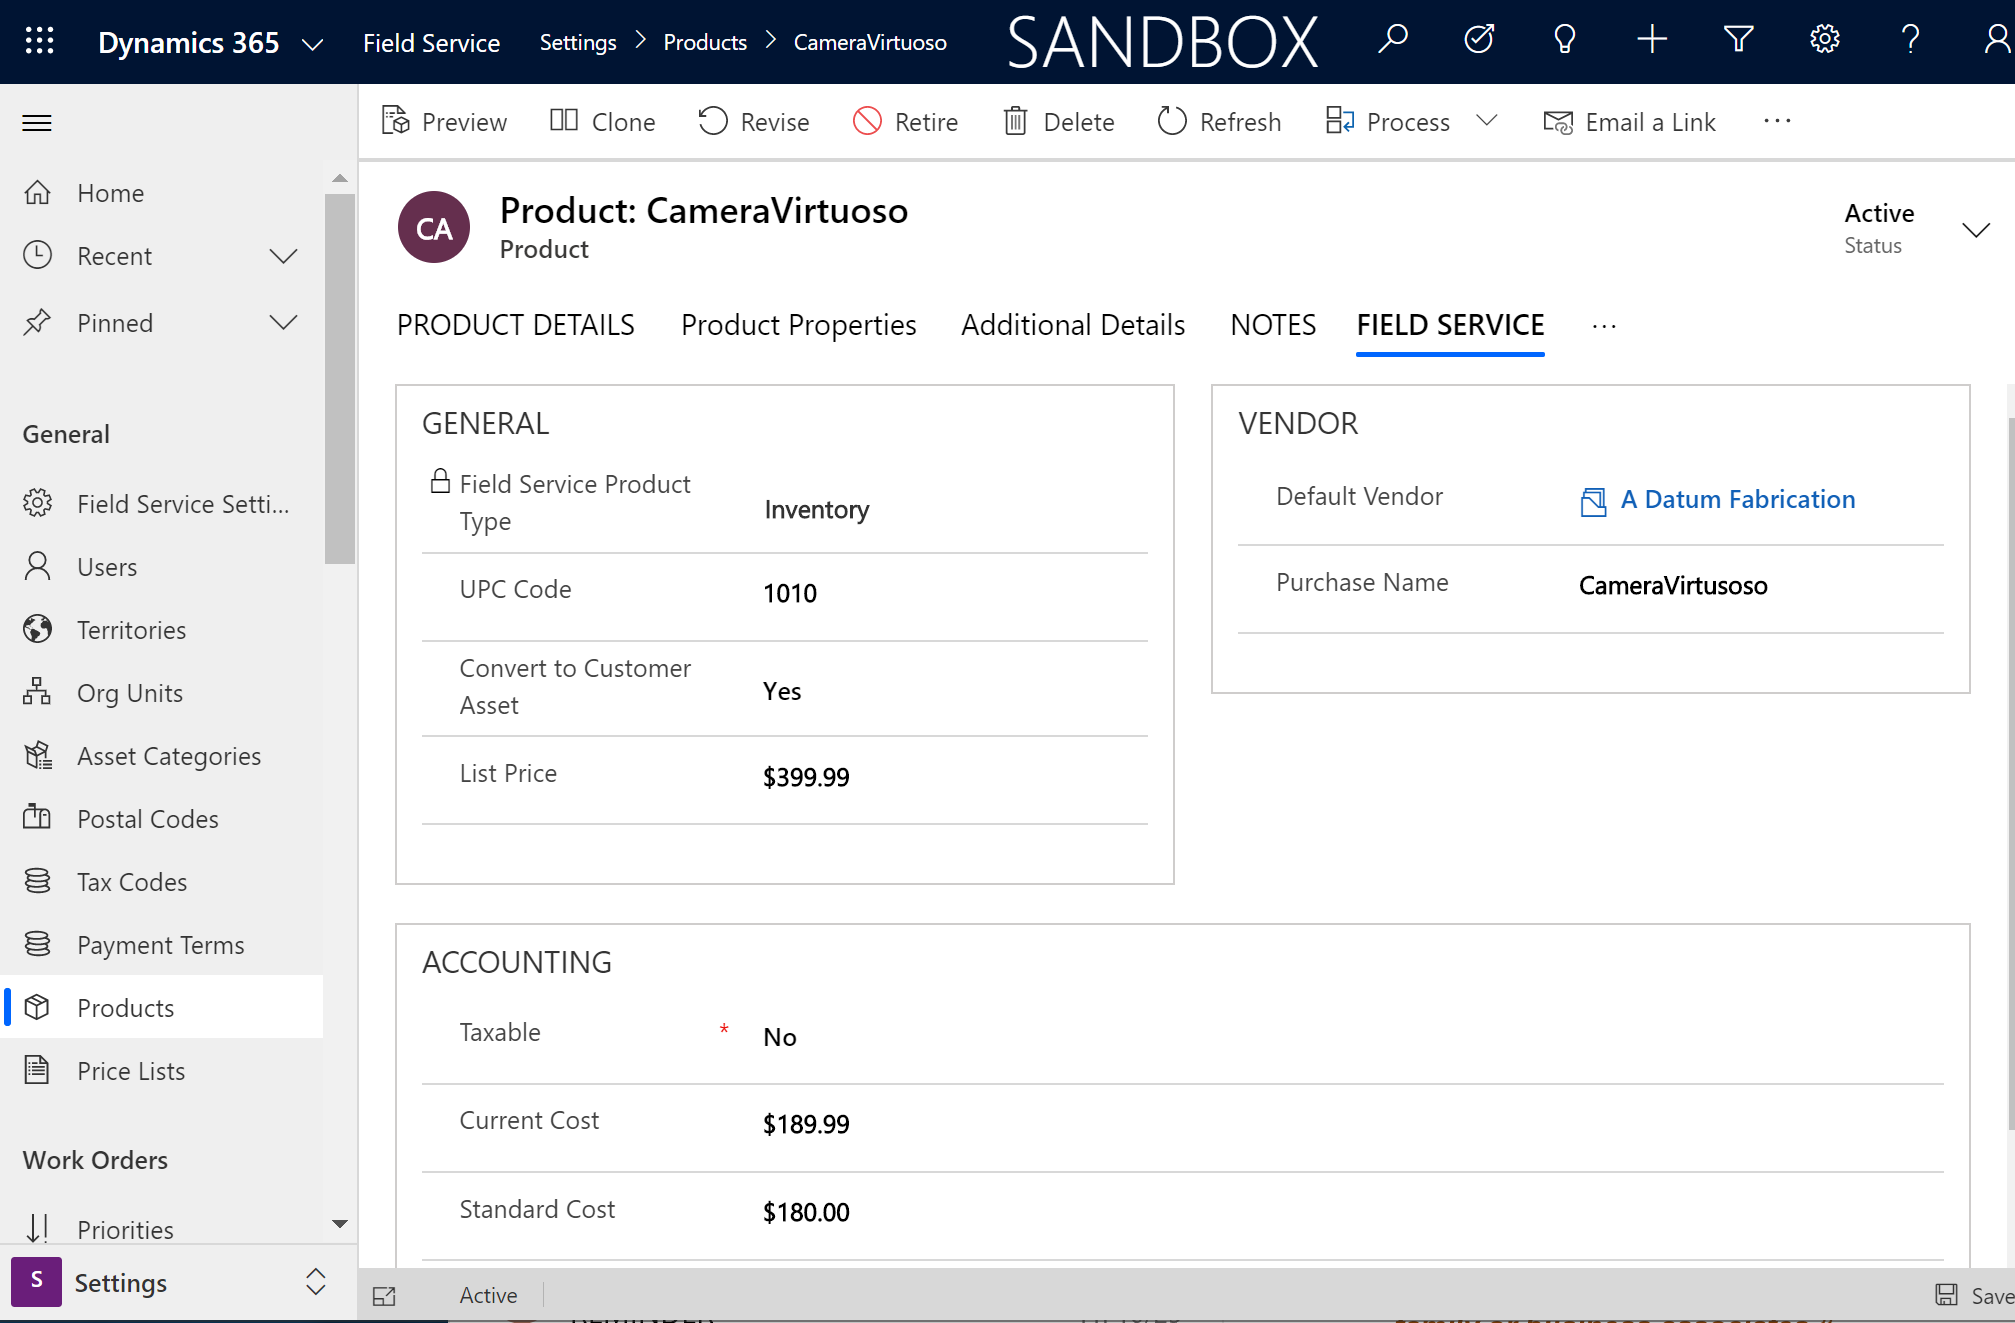 Dynamics 365 Field Service Settings > Products > CameraVirtuoso SANDBOX
Preview Clone Revise Retire Delete Refresh Process Email a Link ...
Home
Recent
Pinned
General
Field Service Setti...
Users
Territories
Org Units
Asset Categories
Postal Codes
Tax Codes
Payment Terms
Products
Price Lists
Work Orders
Priorities
S Settings
CA
Product: CameraVirtuoso
Product
Active
Status
PRODUCT DETAILS Product Properties Additional Details NOTES FIELD SERVICE ...
GENERAL
Field Service Product
Type
Inventory
UPC Code 1010
Convert to Customer
Asset
Yes
List Price $399.99
VENDOR
Default Vendor A Datum Fabrication
Purchase Name CameraVirtusoso
ACCOUNTING
Taxable * No
Current Cost $189.99
Standard Cost $180.00
Active
Save